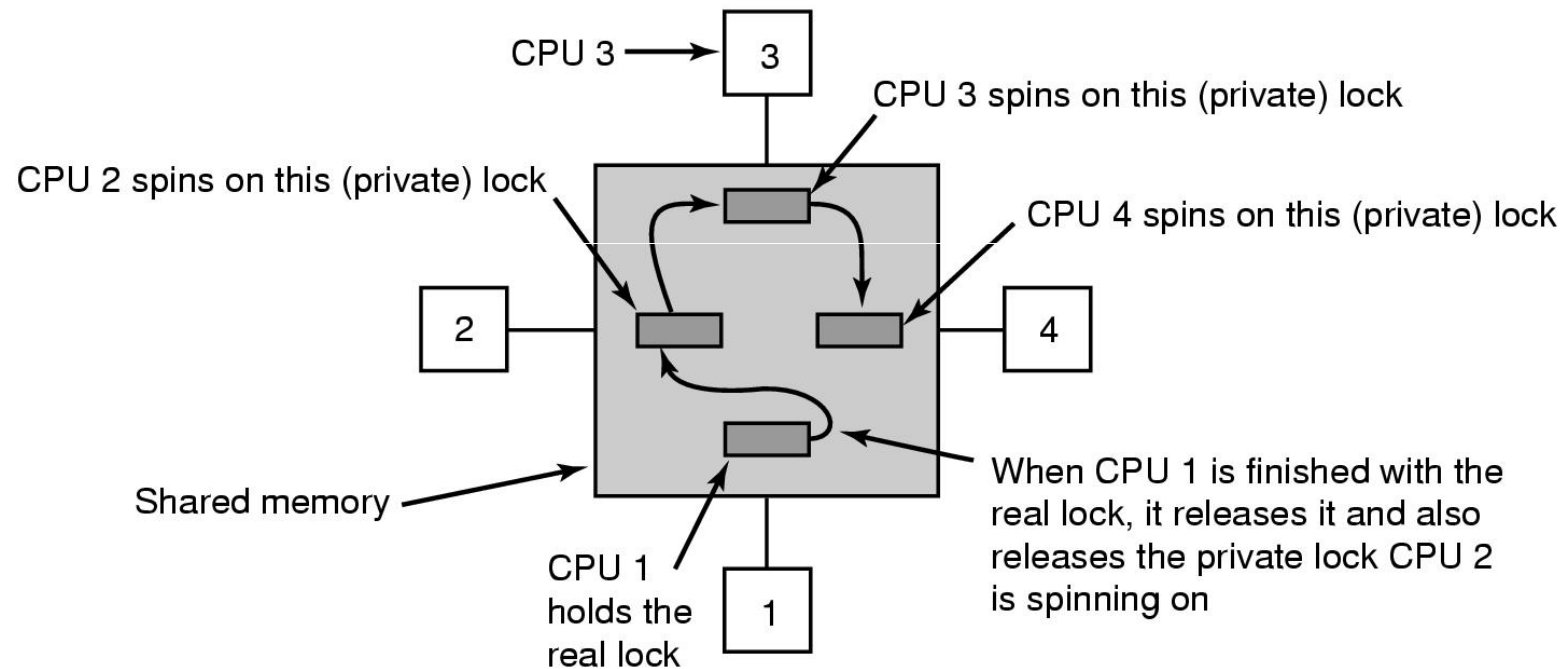 CPU 3
3
CPU 3 spins on this (private) lock
CPU 2 spins on this (private) lock
CPU 4 spins on this (private) lock
2
4
Shared memory
When CPU 1 is finished with the
real lock, it releases it and also
releases the private lock CPU 2
is spinning on
CPU 1
holds the
real lock
1